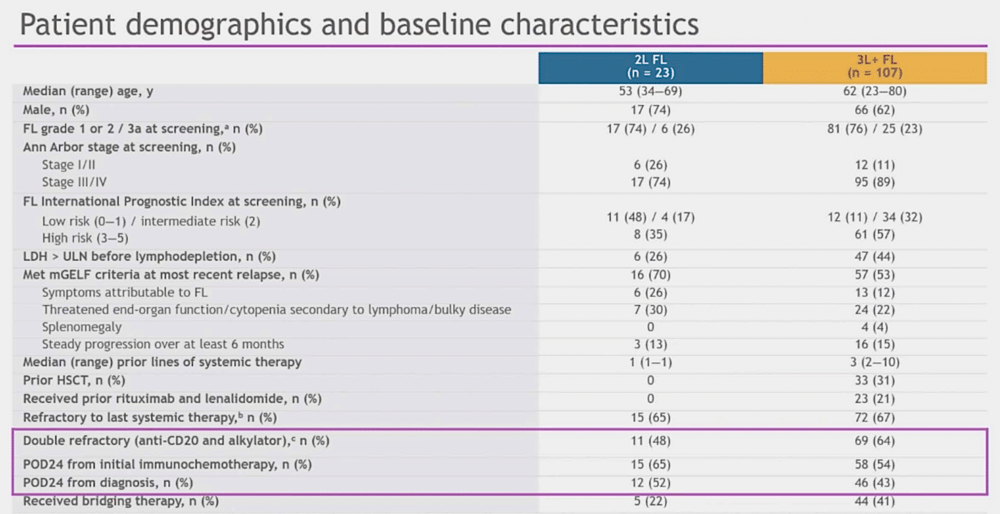 Patient demographics and baseline characteristics
2L FL 3L+ FL
(n = 23) (n = 107)
Median (range) age, y 53 (34–69) 62 (23–80)
Male, n (%) 17 (74) 66 (62)
FL grade 1 or 2 / 3a at screening,ᵃ n (%) 17 (74) / 6 (26) 81 (76) / 25 (23)
Ann Arbor stage at screening, n (%)
Stage I/II 6 (26) 12 (11)
Stage III/IV 17 (74) 95 (89)
FL International Prognostic Index at screening, n (%)
Low risk (0–1) / intermediate risk (2) 11 (48) / 4 (17) 12 (11) / 34 (32)
High risk (3–5) 8 (35) 61 (57)
LDH > ULN before lymphodepletion, n (%) 6 (26) 47 (44)
Met mGELF criteria at most recent relapse, n (%) 16 (70) 57 (53)
Symptoms attributable to FL 6 (26) 13 (12)
Threatened end-organ function/cytopenia secondary to lymphoma/bulky disease 7 (30) 24 (22)
Splenomegaly 0 4 (4)
Steady progression over at least 6 months 3 (13) 16 (15)
Median (range) prior lines of systemic therapy 1 (1–1) 3 (2–10)
Prior HSCT, n (%) 0 33 (31)
Received prior rituximab and lenalidomide, n (%) 0 23 (21)
Refractory to last systemic therapy,ᵇ n (%) 15 (65) 72 (67)
Double refractory (anti-CD20 and alkylator),ᶜ n (%) 11 (48) 69 (64)
POD24 from initial immunochemotherapy, n (%) 15 (65) 58 (54)
POD24 from diagnosis, n (%) 12 (52) 46 (43)
Received bridging therapy, n (%) 5 (22) 44 (41)